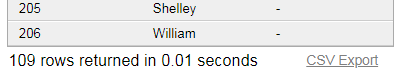 205 Shelley -
206 William -
109 rows returned in 0.01 seconds CSV Export